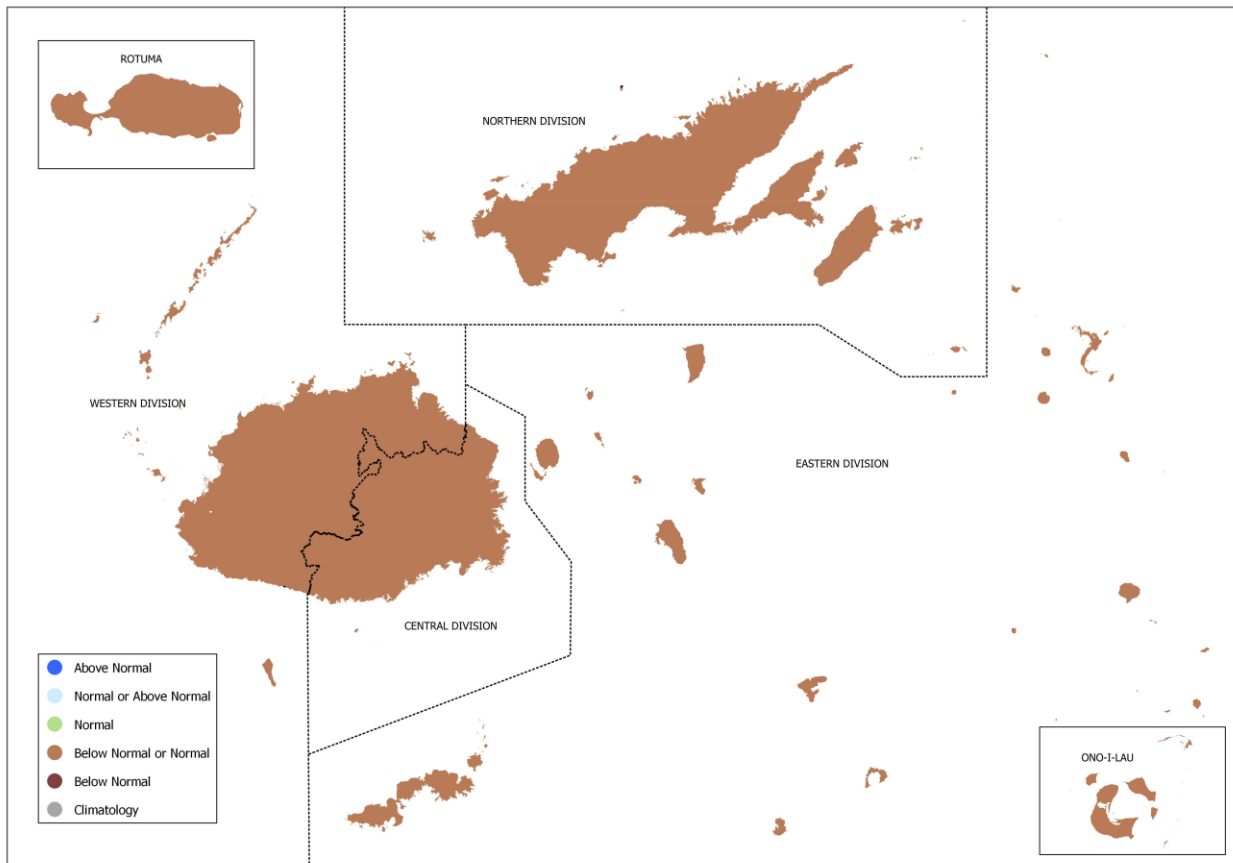 ROTUMA
NORTHERN DIVISION
WESTERN DIVISION
EASTERN DIVISION
CENTRAL DIVISION
Above Normal
Normal or Above Normal
Normal
Below Normal or Normal
Below Normal
Climatology
ONO-I-LAU